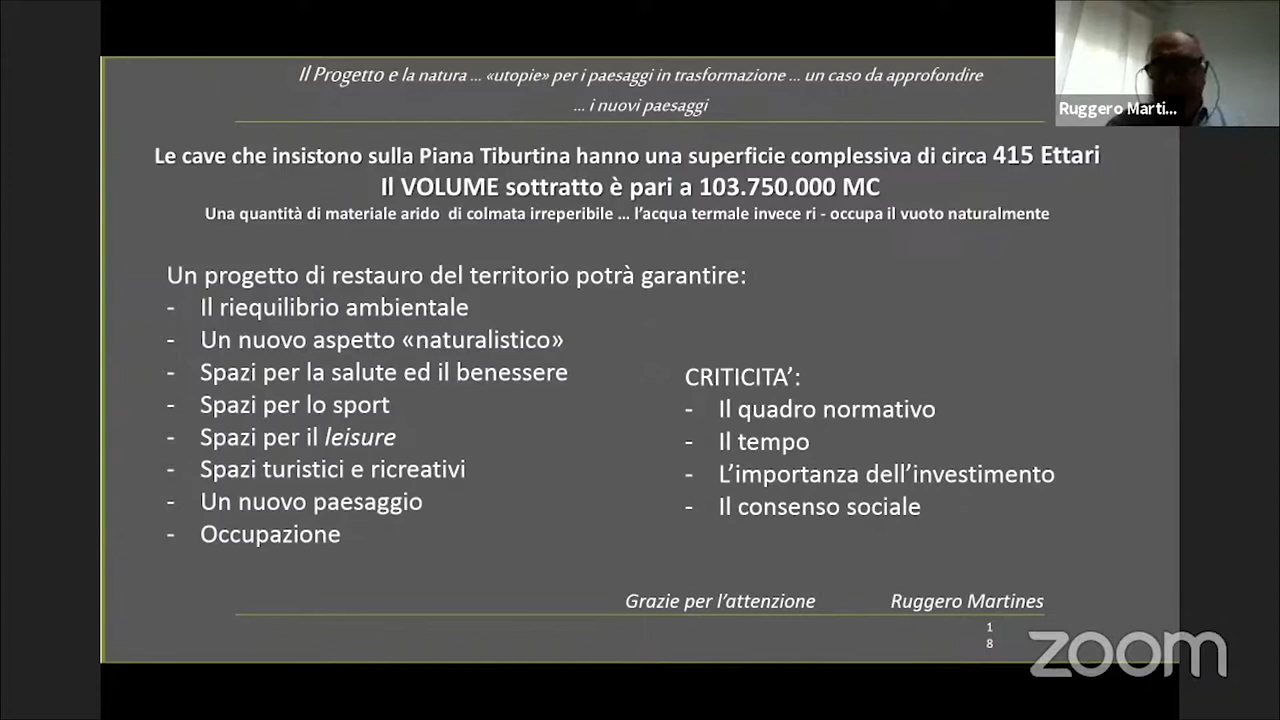 Il Progetto e la natura ... «utopie» per i paesaggi in trasformazione ... un caso da approfondire
... i nuovi paesaggi
Ruggero Marti...
Le cave che insistono sulla Piana Tiburtina hanno una superficie complessiva di circa 415 Ettari
Il VOLUME sottratto è pari a 103.750.000 MC
Una quantità di materiale arido di colmata irreperibile ... l'acqua termale invece ri - occupa il vuoto naturalmente
Un progetto di restauro del territorio potrà garantire:
- Il riequilibrio ambientale
- Un nuovo aspetto «naturalistico»
- Spazi per la salute ed il benessere
- Spazi per lo sport
- Spazi per il leisure
- Spazi turistici e ricreativi
- Un nuovo paesaggio
- Occupazione
CRITICITA':
- Il quadro normativo
- Il tempo
- L'importanza dell'investimento
- Il consenso sociale
Grazie per l'attenzione Ruggero Martines
1
8
zoom